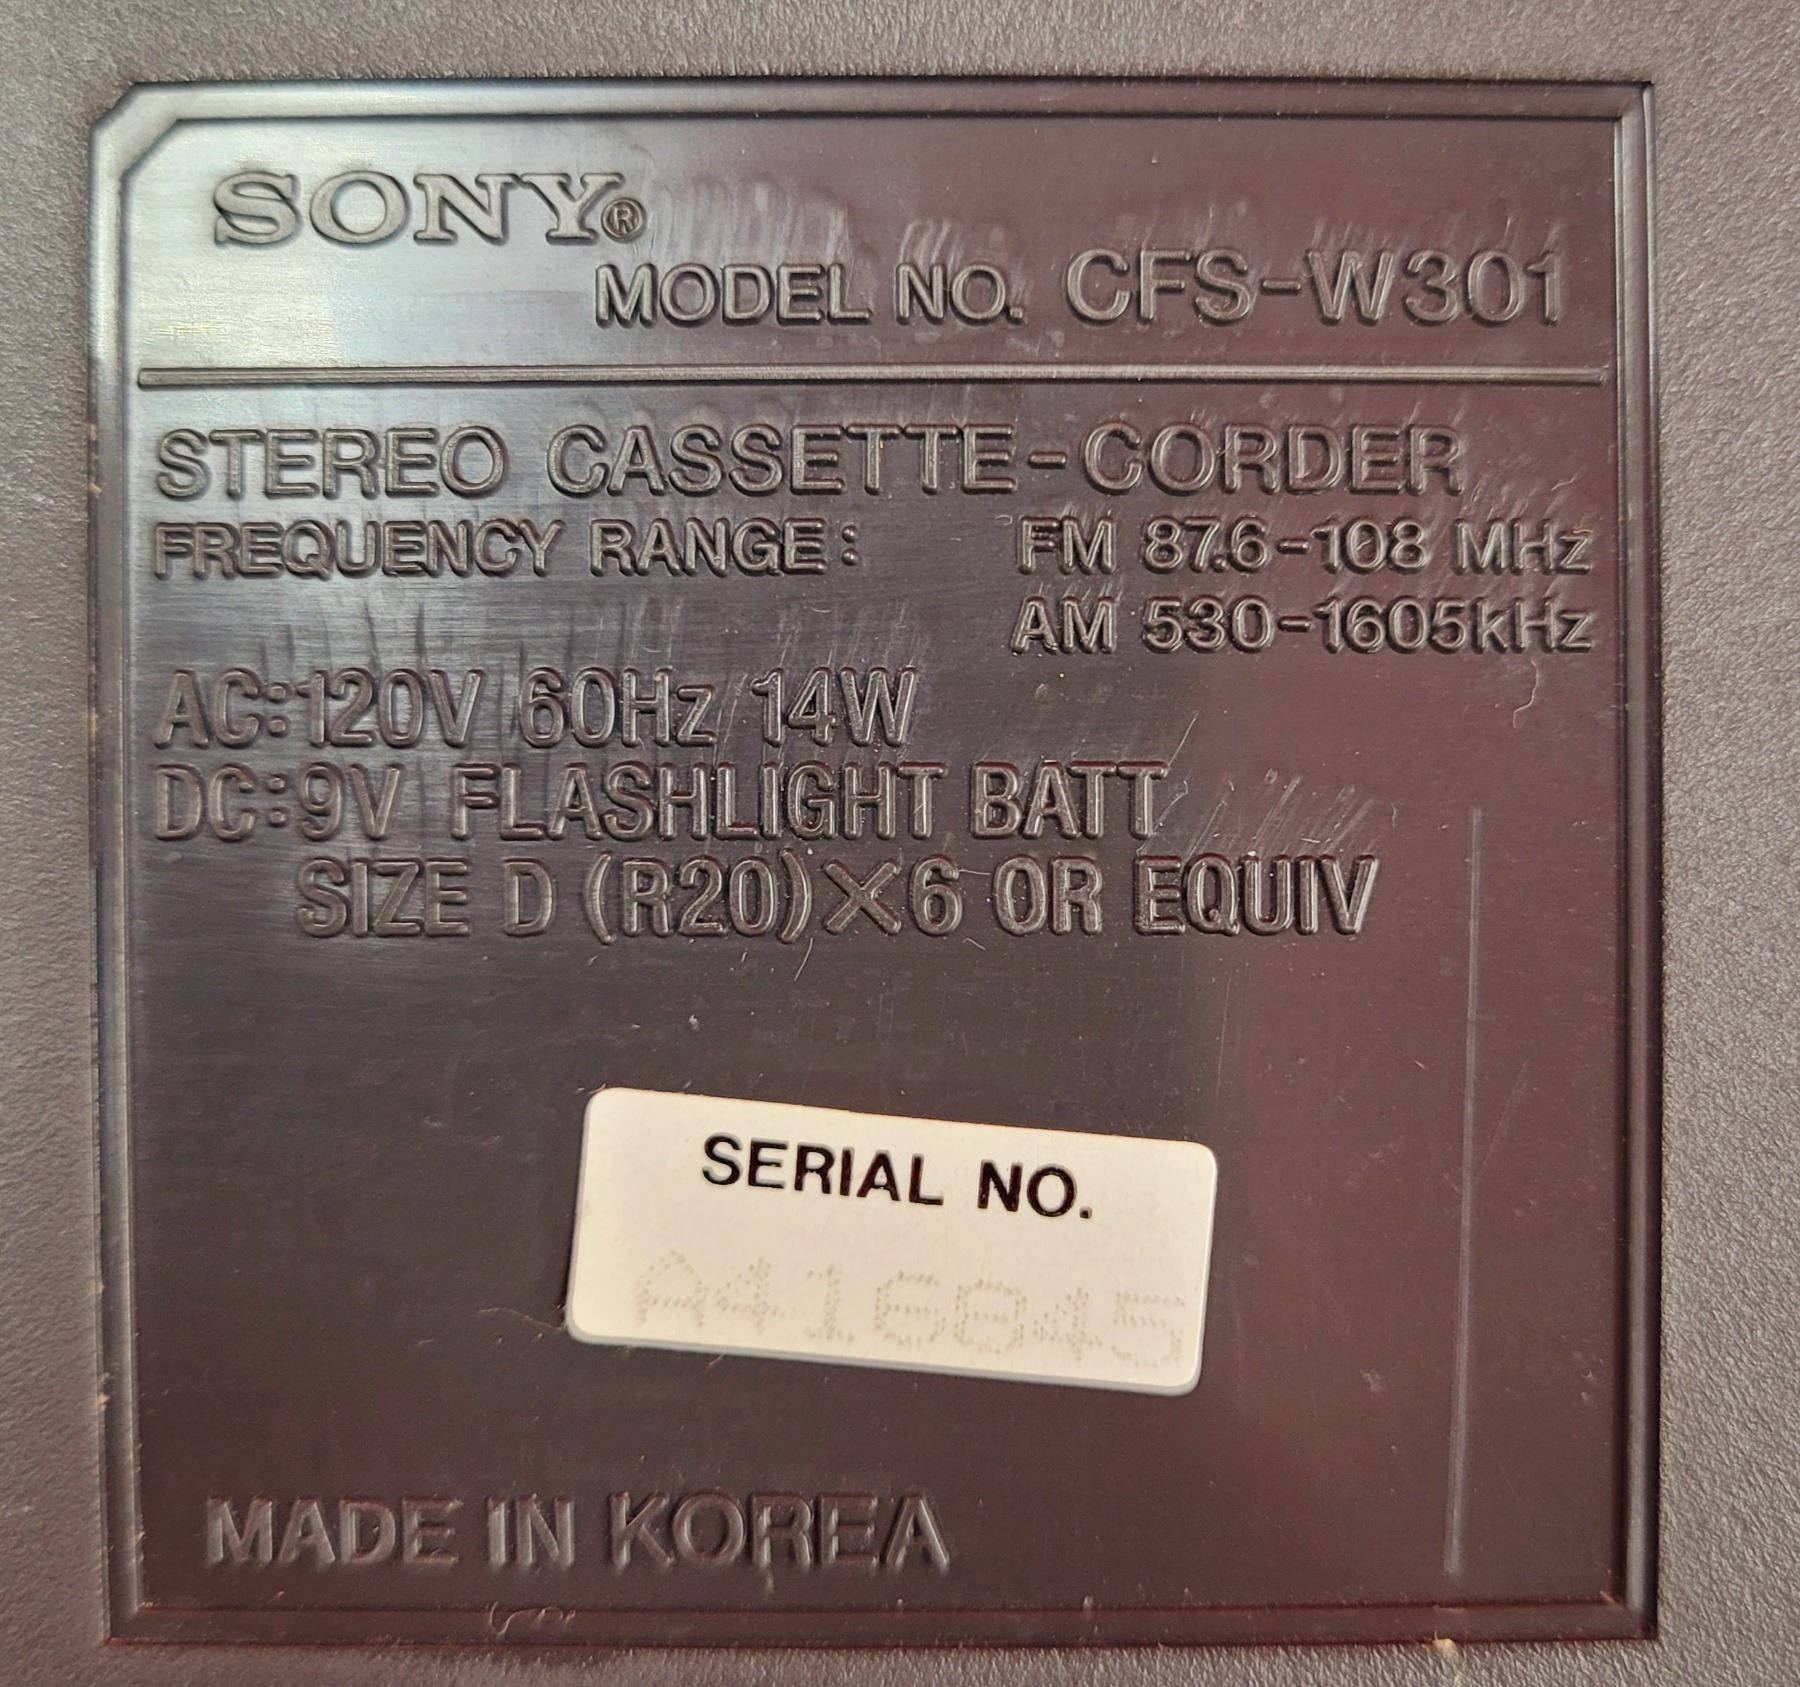 SONY®
MODEL NO. CFS-W301
STEREO CASSETTE-CORDER
FREQUENCY RANGE: FM 87.6-108 MHz
AM 530-1605kHz
AC:120V 60Hz 14W
DC:9V FLASHLIGHT BATT
SIZE D (R20)×6 OR EQUIV
SERIAL NO.
MADE IN KOREA